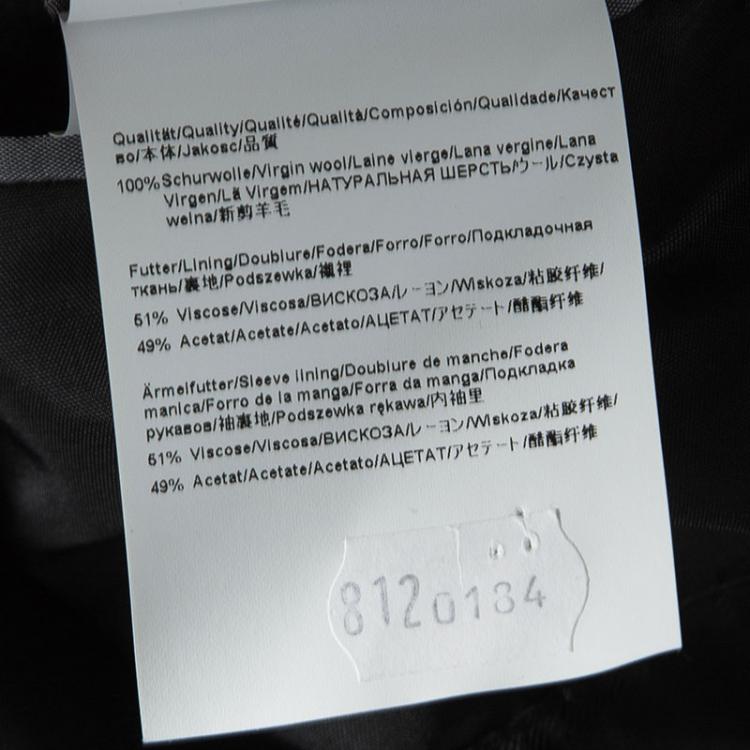 Qualität/Quality/Qualité/Qualità/Composición/Qualidade/Качест
во/本体/Jakosc/品質
100% Schurwolle/Virgin wool/Laine vierge/Lana vergine/Lana
Virgen/Lã Virgem/НАТУРАЛЬНАЯ ШЕРСТЬ/ウール/Czysta
welna/新剪羊毛
Futter/Lining/Doublure/Fodera/Forro/Forro/Подкладочная
ткань/裏地/Podszewka/襯裡
51% Viscose/Viscosa/ВИСКОЗА/レーヨン/Wiskoza/粘胶纤维/
49% Acetat/Acetate/Acetato/АЦЕТАТ/アセテート/醋酯纤维
Ärmelfutter/Sleeve lining/Doublure de manche/Fodera
manica/Forro de la manga/Forra da manga/Подкладка
рукавов/袖裏地/Podszewka rękawa/内袖里
51% Viscose/Viscosa/ВИСКОЗА/レーヨン/Wiskoza/粘胶纤维/
49% Acetat/Acetate/Acetato/АЦЕТАТ/アセテート/醋酯纤维
8120184